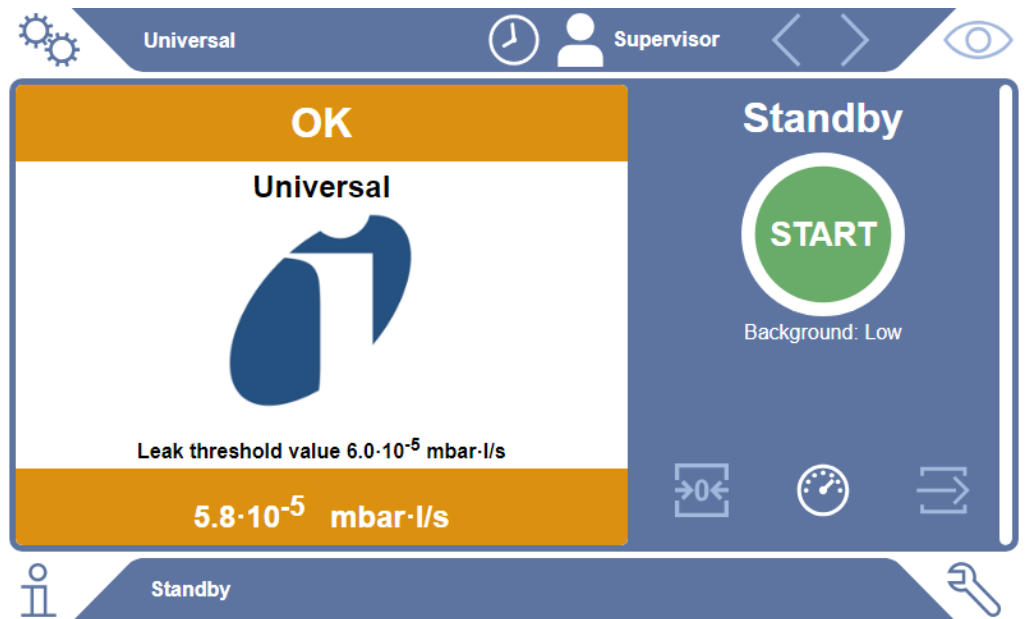 Universal
Supervisor
OK
Universal
Leak threshold value 6.0·10⁻⁵ mbar·l/s
5.8·10⁻⁵ mbar·l/s
Standby
START
Background: Low
→0←
Standby